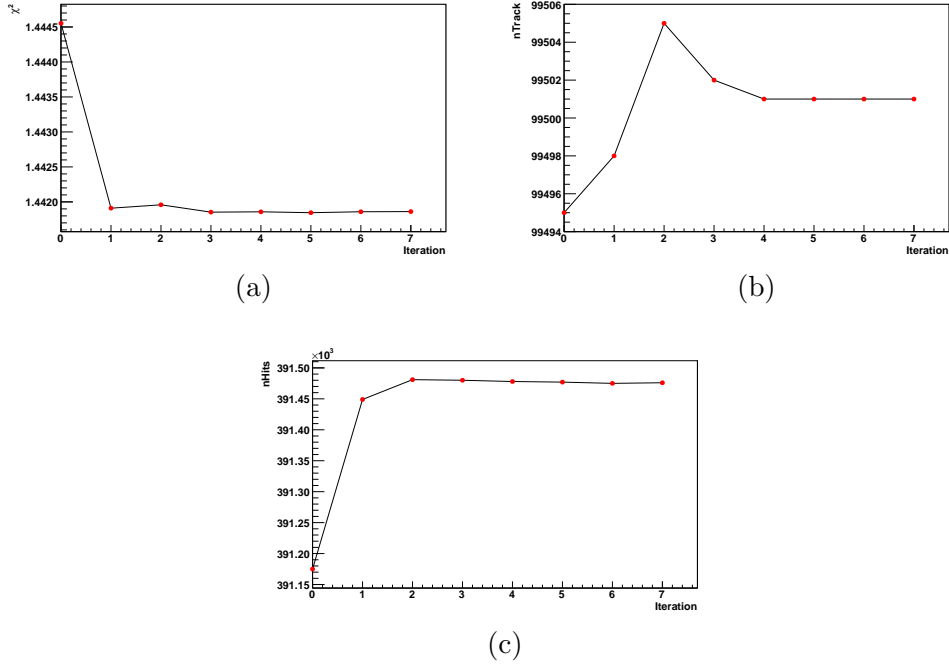 χ²
1.4445
1.4440
1.4435
1.4430
1.4425
1.4420
0 1 2 3 4 5 6 7
Iteration
(a)
nTrack
99506
99504
99502
99500
99498
99496
99494
0 1 2 3 4 5 6 7
Iteration
(b)
×10³
nHits
391.50
391.45
391.40
391.35
391.30
391.25
391.20
391.15
0 1 2 3 4 5 6 7
Iteration
(c)